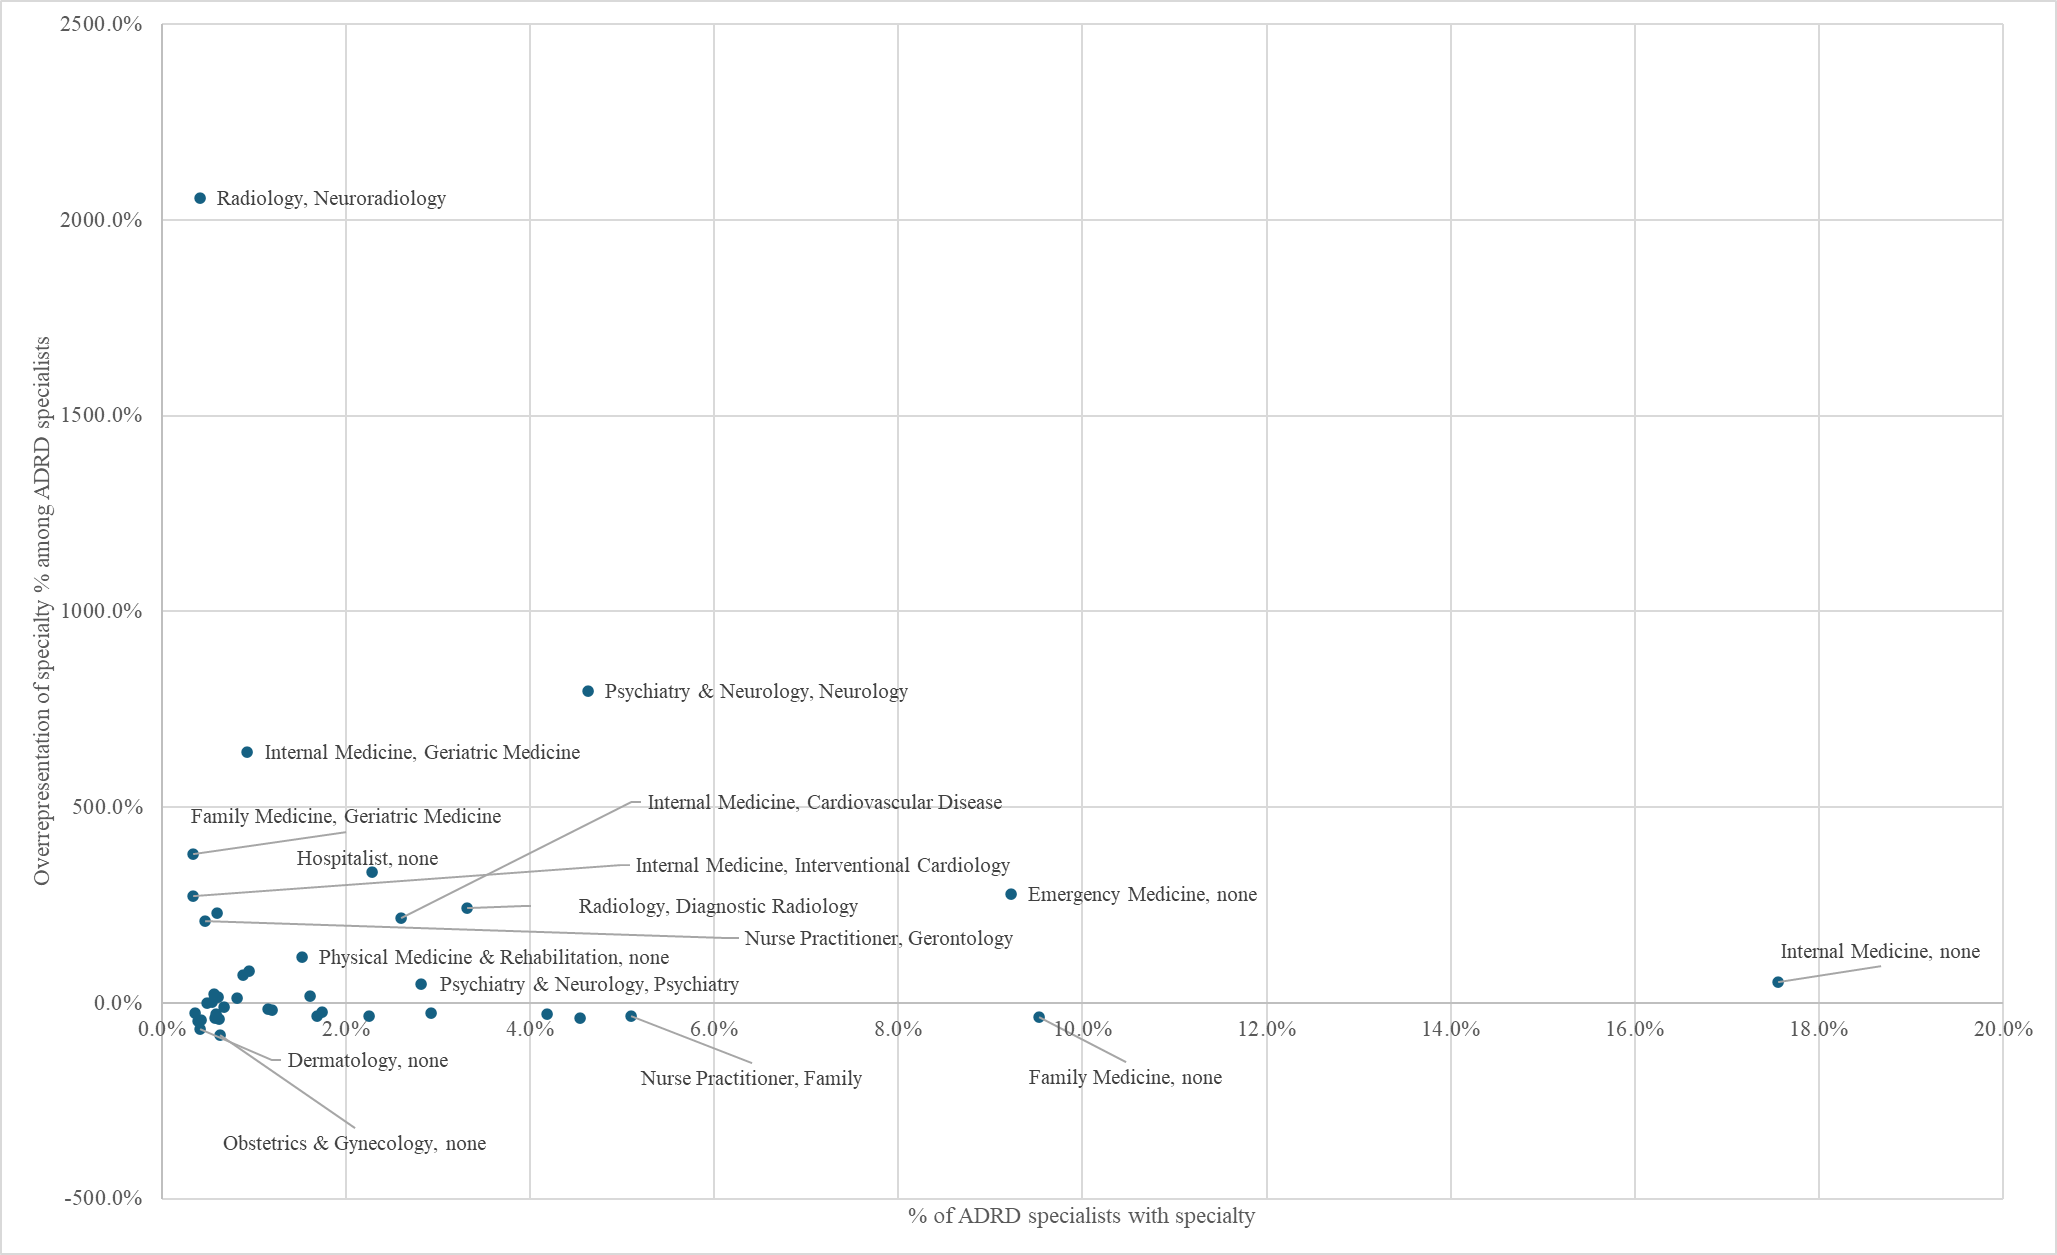 2500.0%
2000.0%
1500.0%
1000.0%
500.0%
0.0%
-500.0%
Overrepresentation of specialty % among ADRD specialists
Radiology, Neuroradiology
Psychiatry & Neurology, Neurology
Internal Medicine, Geriatric Medicine
Internal Medicine, Cardiovascular Disease
Family Medicine, Geriatric Medicine
Hospitalist, none
Internal Medicine, Interventional Cardiology
Emergency Medicine, none
Radiology, Diagnostic Radiology
Nurse Practitioner, Gerontology
Internal Medicine, none
Physical Medicine & Rehabilitation, none
Psychiatry & Neurology, Psychiatry
0.0% 2.0% 4.0% 6.0% 8.0% 10.0% 12.0% 14.0% 16.0% 18.0% 20.0%
Dermatology, none
Nurse Practitioner, Family
Family Medicine, none
Obstetrics & Gynecology, none
% of ADRD specialists with specialty